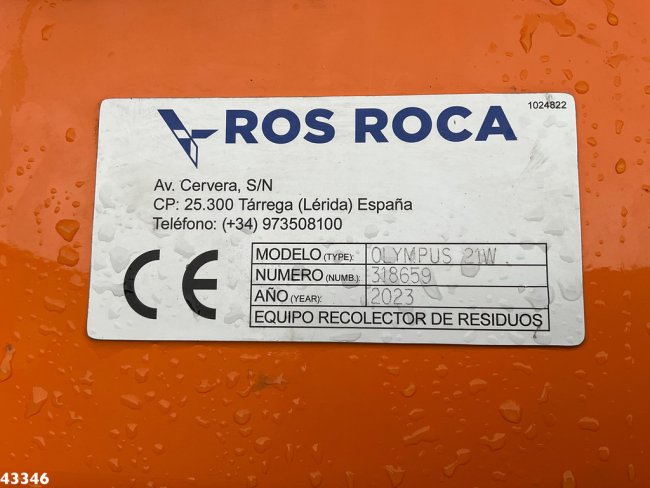 1024822
ROS ROCA
Av. Cervera, S/N
CP: 25.300 Tárrega (Lérida) España
Teléfono: (+34) 973508100
CE
MODELO (TYPE): OLYMPUS 21W
NUMERO (NUMB.): 318659
AÑO (YEAR): 2023
EQUIPO RECOLECTOR DE RESIDUOS
43346